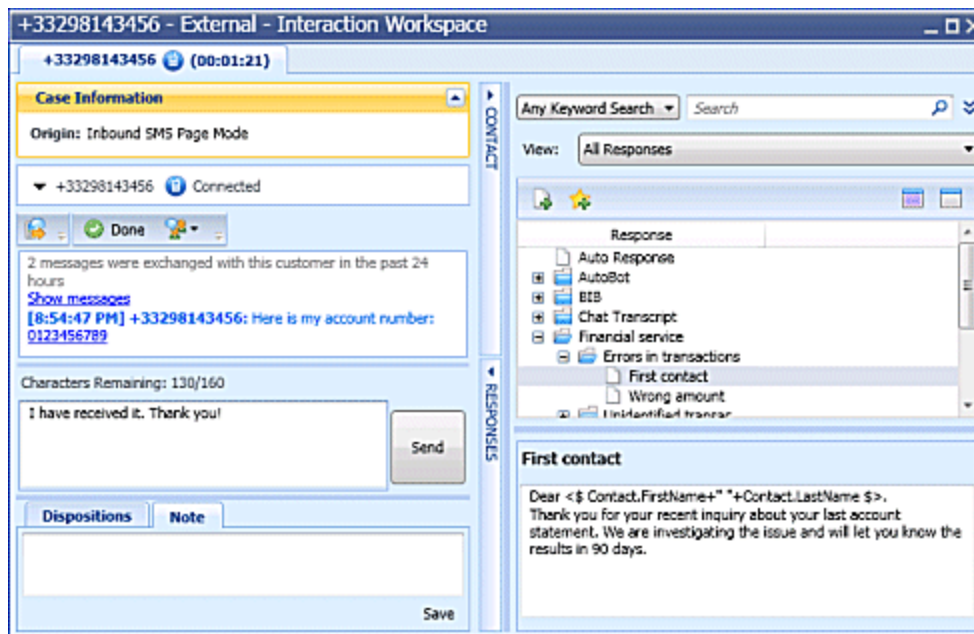 +33298143456 - External - Interaction Workspace
+33298143456 (00:01:21)
Case Information
Origin: Inbound SMS Page Mode
+33298143456 Connected
Done
2 messages were exchanged with this customer in the past 24
hours
Show messages
[8:54:47 PM] +33298143456: Here is my account number:
0123456789
Characters Remaining: 130/160
I have received it. Thank you!
Send
Dispositions Note
Save
CONTACT
RESPONSES
Any Keyword Search Search
View: All Responses
Response
Auto Response
AutoBot
BIB
Chat Transcript
Financial service
Errors in transactions
First contact
Wrong amount
Unidentified transac
First contact
Dear <$ Contact.FirstName+" "+Contact.LastName $>.
Thank you for your recent inquiry about your last account
statement. We are investigating the issue and will let you know the
results in 90 days.